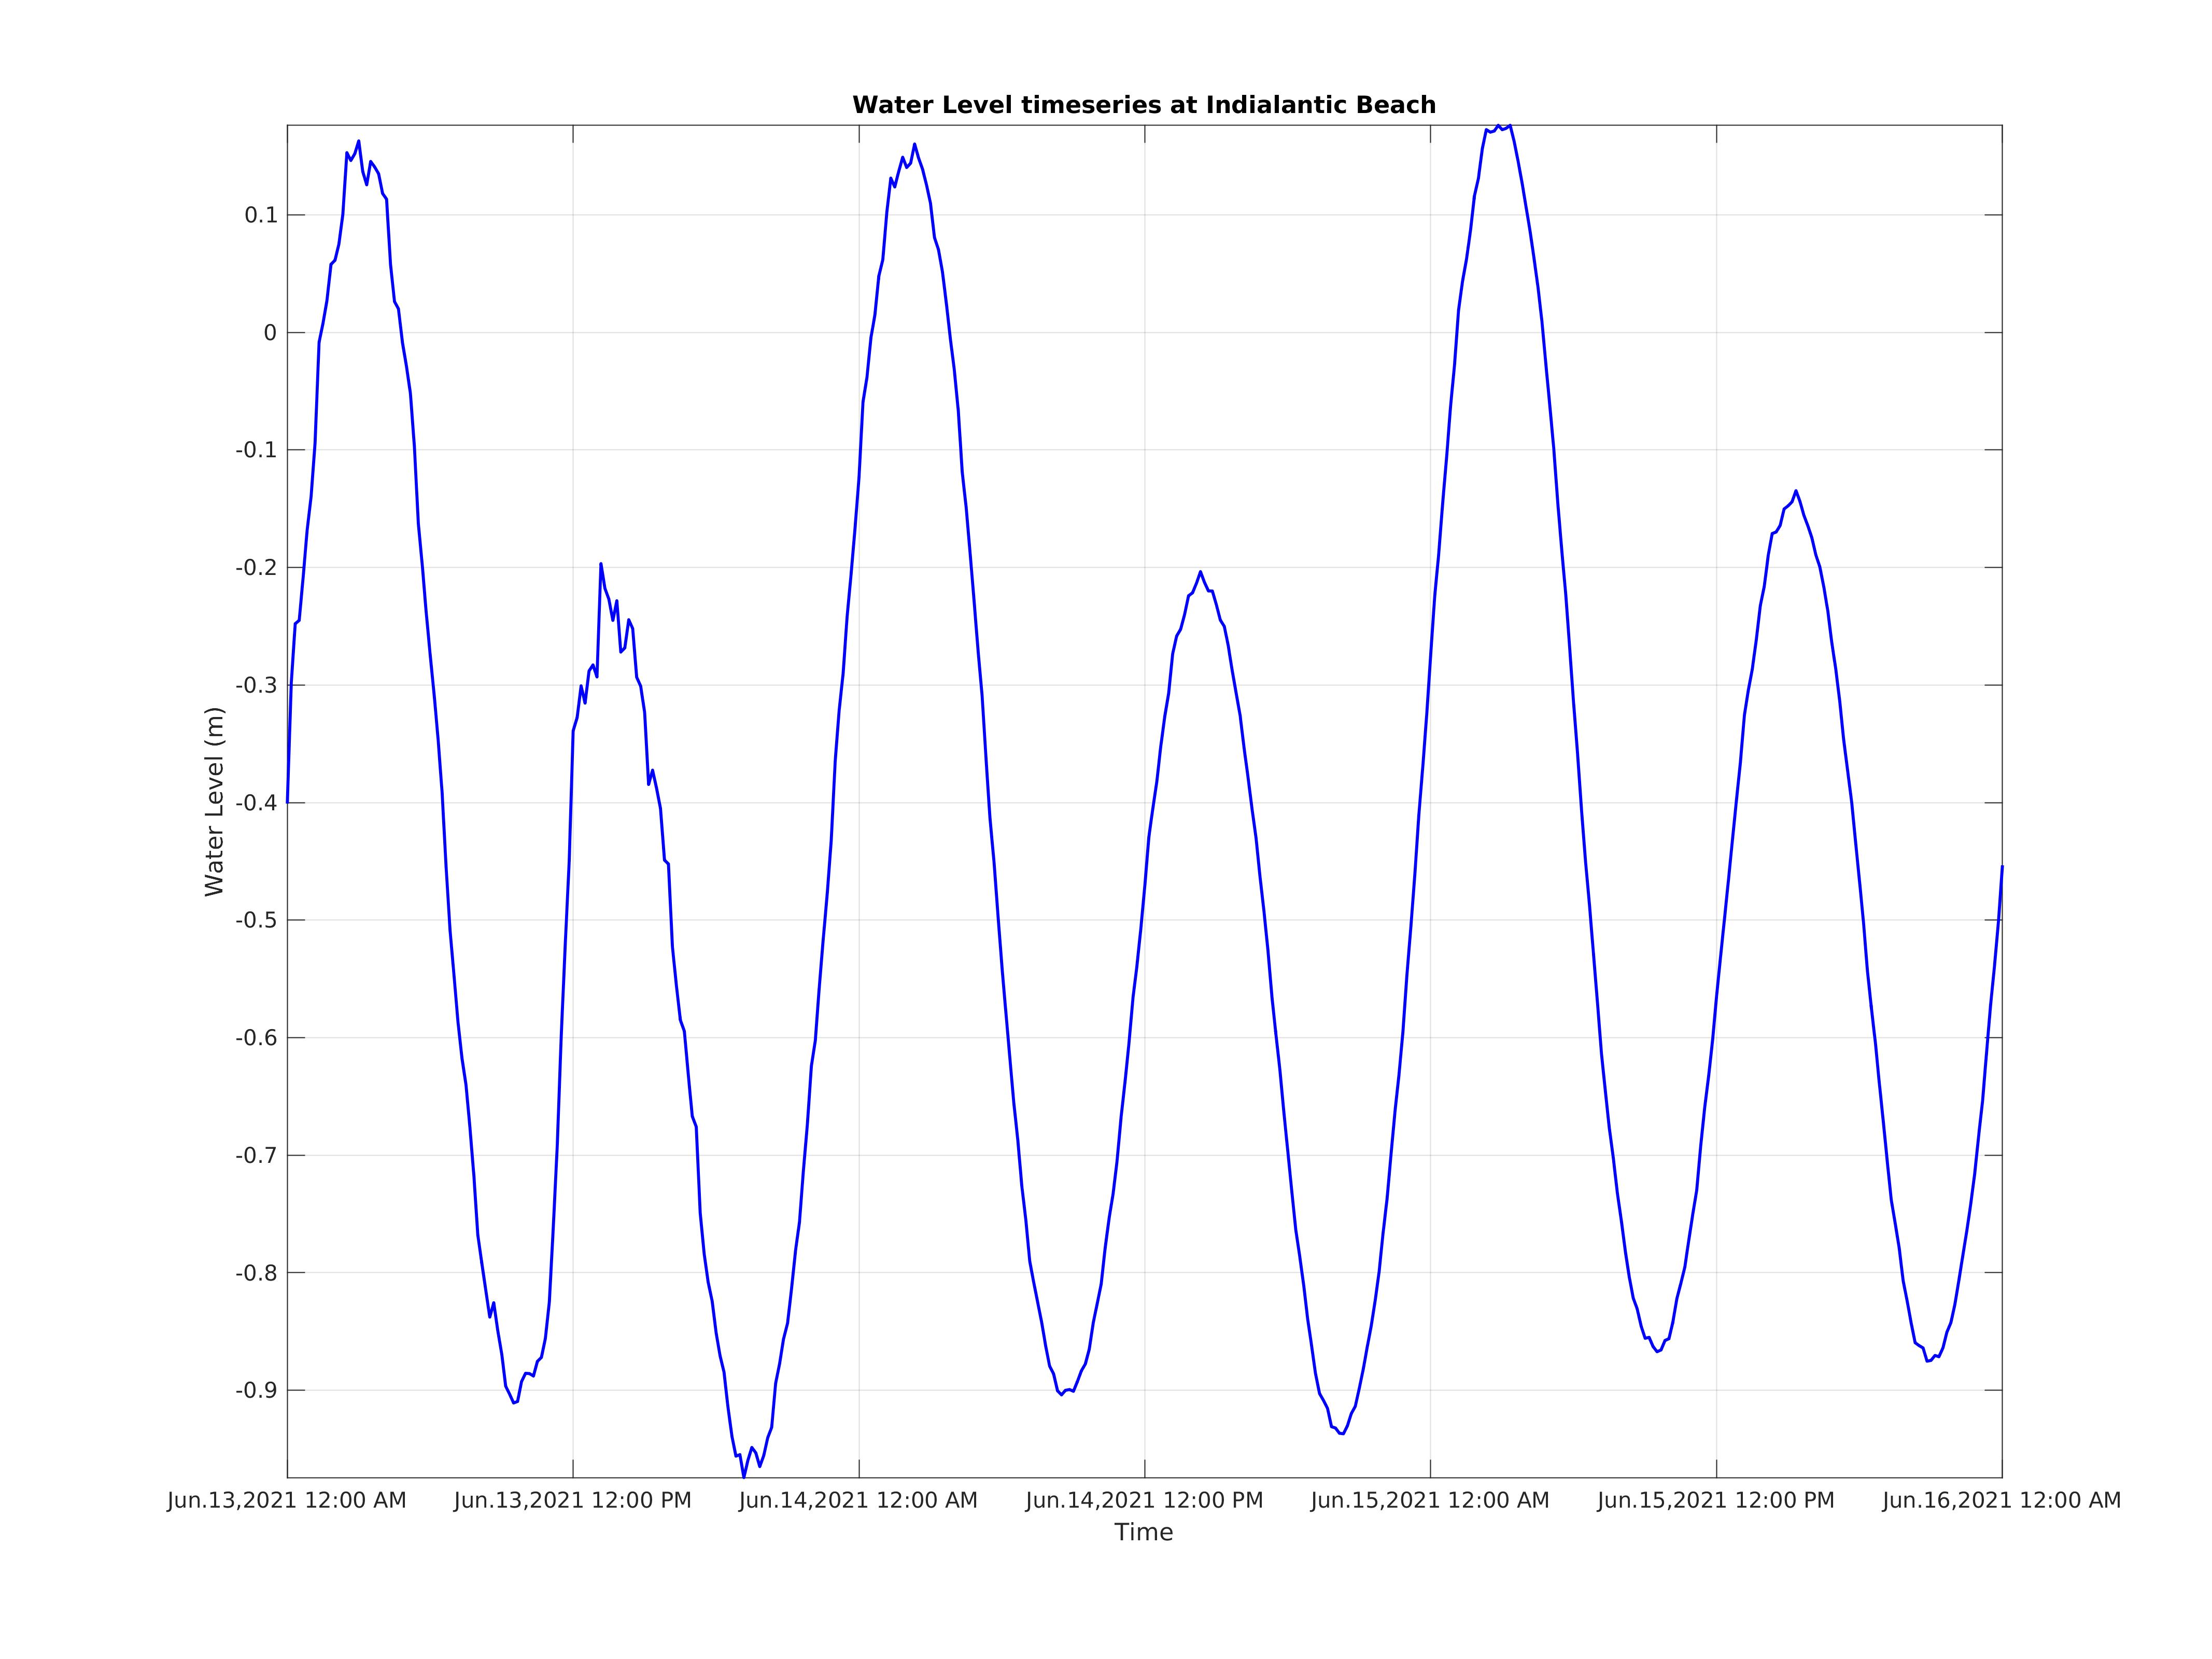 Water Level timeseries at Indialantic Beach
0.1
0
-0.1
-0.2
-0.3
-0.4
-0.5
-0.6
-0.7
-0.8
-0.9
Water Level (m)
Jun.13,2021 12:00 AM Jun.13,2021 12:00 PM Jun.14,2021 12:00 AM Jun.14,2021 12:00 PM Jun.15,2021 12:00 AM Jun.15,2021 12:00 PM Jun.16,2021 12:00 AM
Time